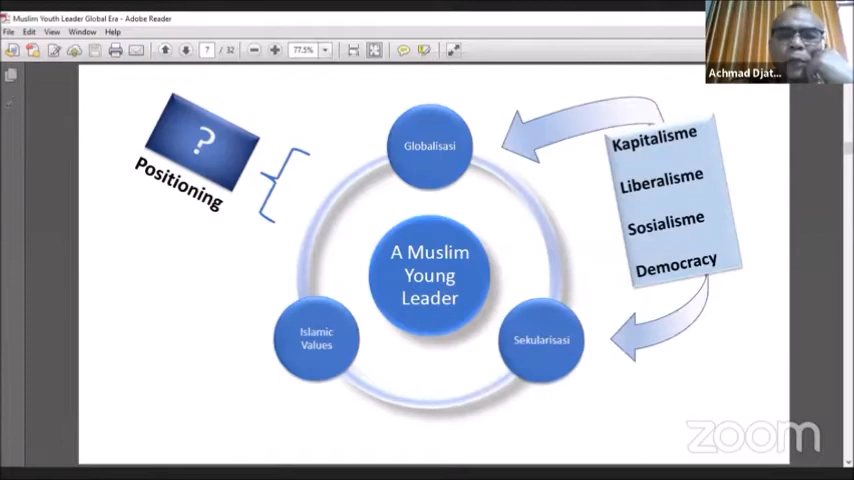 Muslim Youth Leader Global Era - Adobe Reader
File Edit View Window Help
7 / 32 77.5%
Achmad Djat...
?
Positioning
Globalisasi
Kapitalisme
Liberalisme
Sosialisme
Democracy
A Muslim
Young
Leader
Islamic
Values
Sekularisasi
zoom